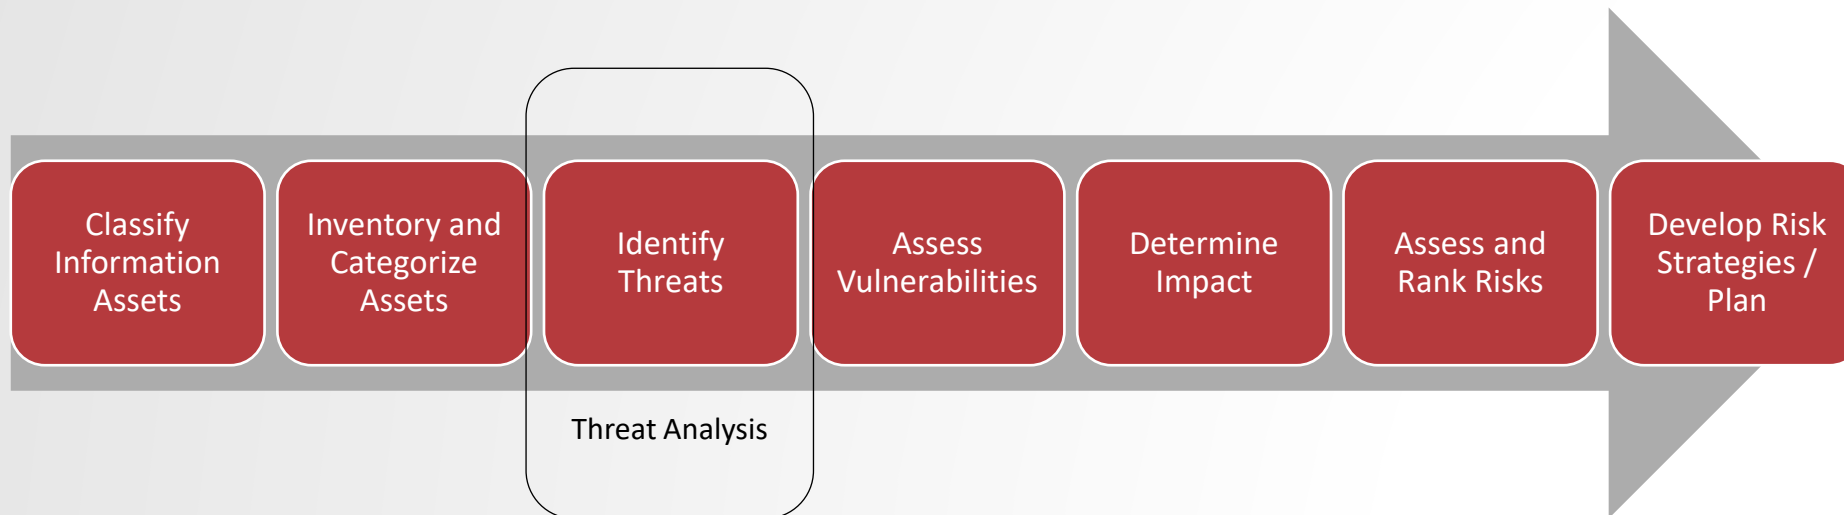 Classify
Information
Assets
Inventory and
Categorize
Assets
Identify
Threats
Assess
Vulnerabilities
Determine
Impact
Assess and
Rank Risks
Develop Risk
Strategies /
Plan
Threat Analysis